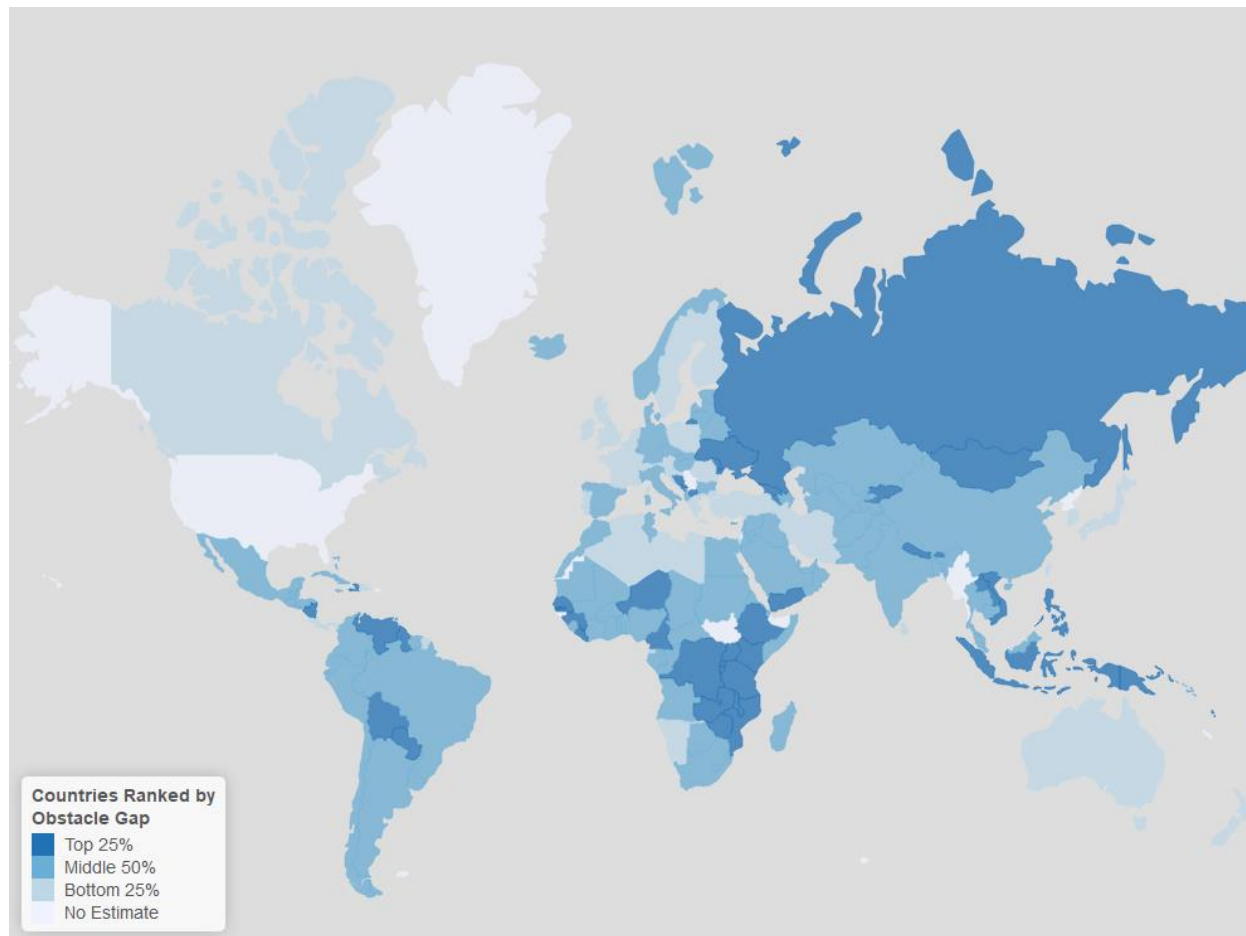 Countries Ranked by
Obstacle Gap
Top 25%
Middle 50%
Bottom 25%
No Estimate